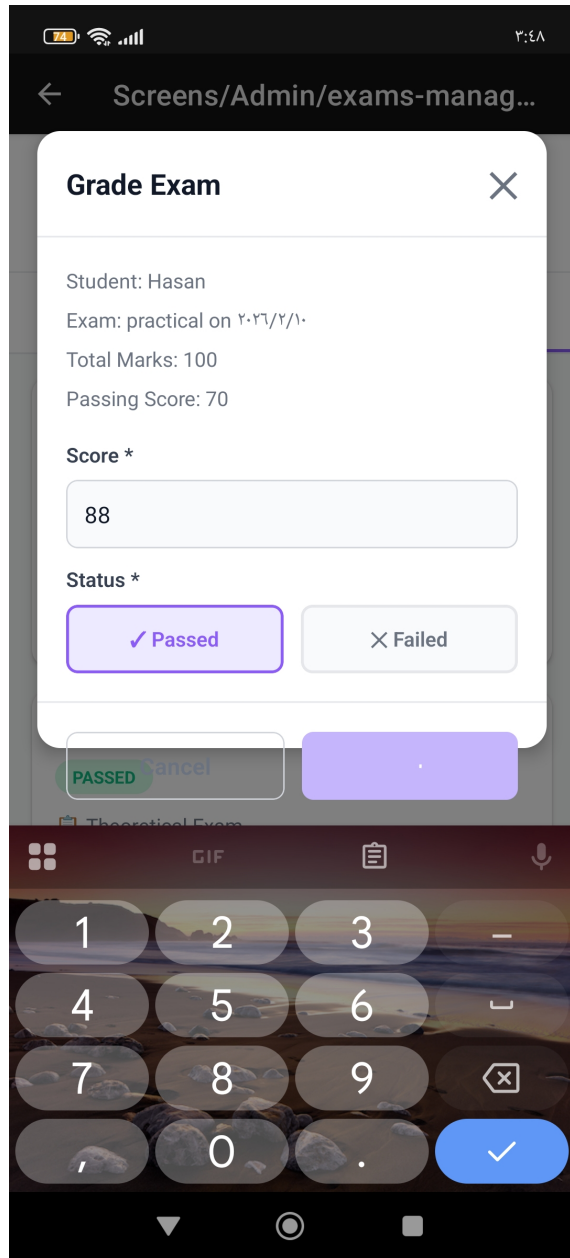 74
٣:٤٨
Screens/Admin/exams-manag...
Grade Exam
Student: Hasan
Exam: practical on ٢٠٢٦/٢/١٠
Total Marks: 100
Passing Score: 70
Score *
88
Status *
✓ Passed
✕ Failed
Cancel
PASSED
📋 Theoretical Exam
GIF
1 2 3 –
4 5 6
7 8 9
, 0 .